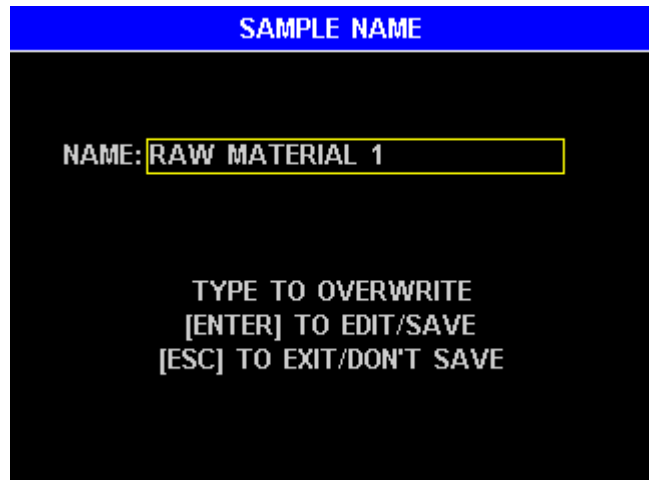 SAMPLE NAME
NAME: RAW MATERIAL 1
TYPE TO OVERWRITE
[ENTER] TO EDIT/SAVE
[ESC] TO EXIT/DON'T SAVE